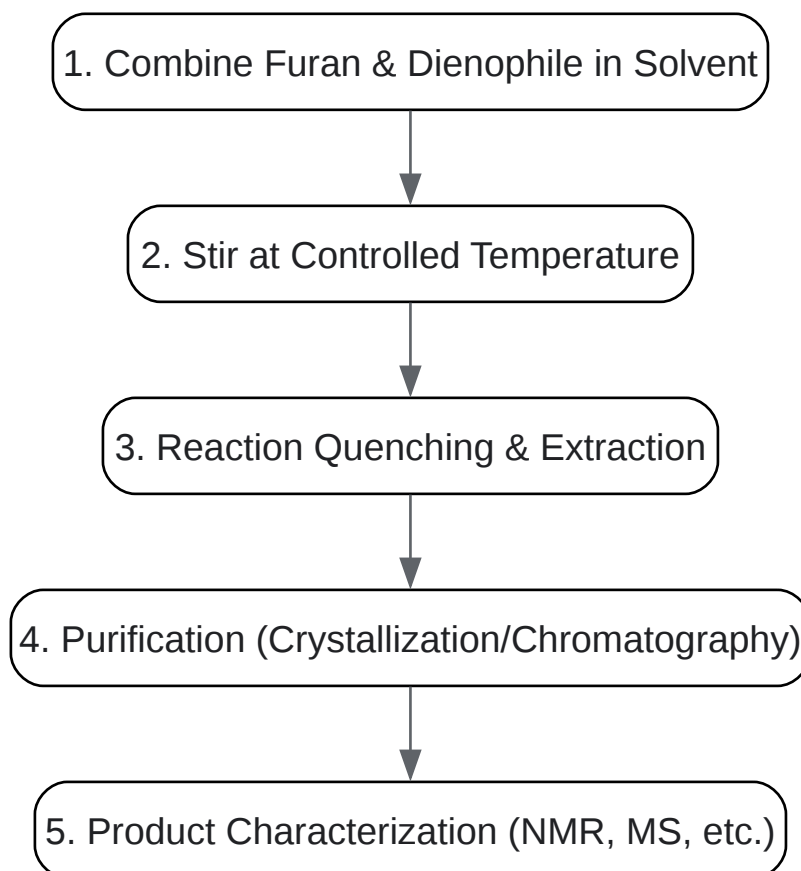 1. Combine Furan & Dienophile in Solvent
2. Stir at Controlled Temperature
3. Reaction Quenching & Extraction
4. Purification (Crystallization/Chromatography)
5. Product Characterization (NMR, MS, etc.)